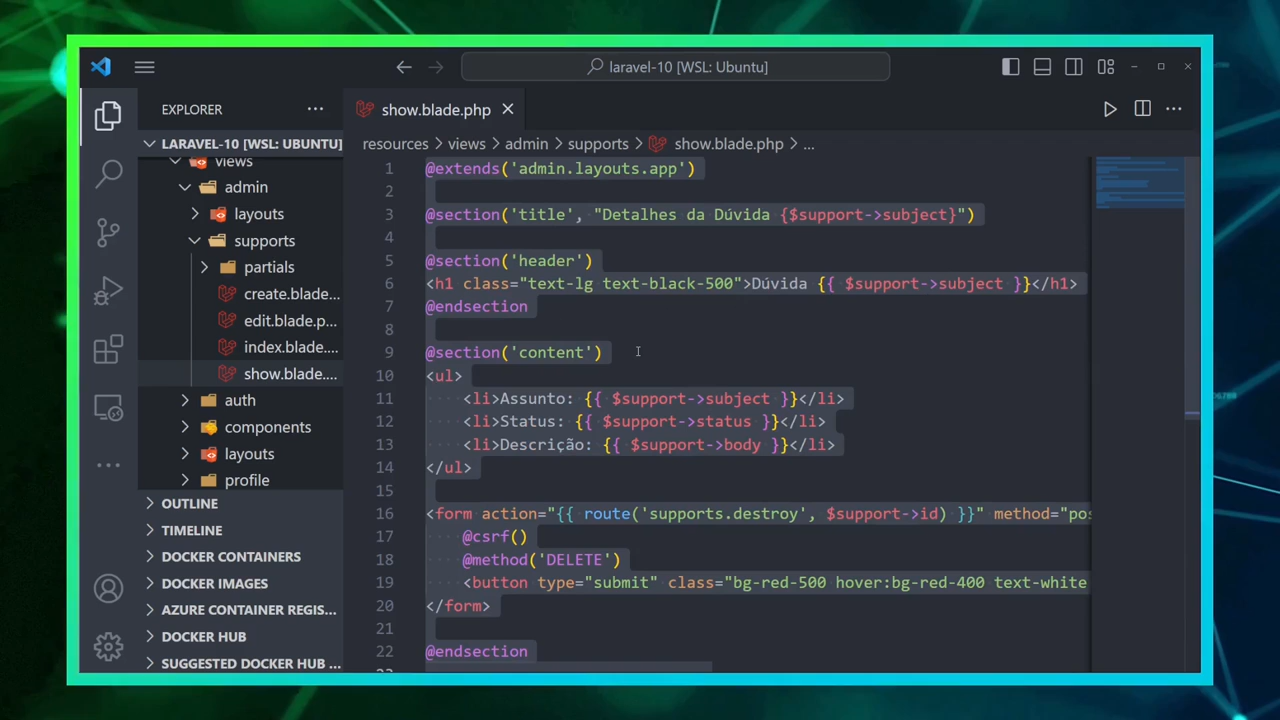 laravel-10 [WSL: Ubuntu]
EXPLORER
show.blade.php
LARAVEL-10 [WSL: UBUNTU]
resources > views > admin > supports > show.blade.php > ...
views
admin
layouts
supports
partials
create.blade...
edit.blade.p...
index.blade....
show.blade....
auth
components
layouts
profile
OUTLINE
TIMELINE
DOCKER CONTAINERS
DOCKER IMAGES
AZURE CONTAINER REGIS...
DOCKER HUB
SUGGESTED DOCKER HUB ...
1 @extends('admin.layouts.app')
2
3 @section('title', "Detalhes da Dúvida {$support->subject}")
4
5 @section('header')
6 <h1 class="text-lg text-black-500">Dúvida {{ $support->subject }}</h1>
7 @endsection
8
9 @section('content')
10 <ul>
11 <li>Assunto: {{ $support->subject }}</li>
12 <li>Status: {{ $support->status }}</li>
13 <li>Descrição: {{ $support->body }}</li>
14 </ul>
15
16 <form action="{{ route('supports.destroy', $support->id) }}" method="pos
17 @csrf()
18 @method('DELETE')
19 <button type="submit" class="bg-red-500 hover:bg-red-400 text-white
20 </form>
21
22 @endsection